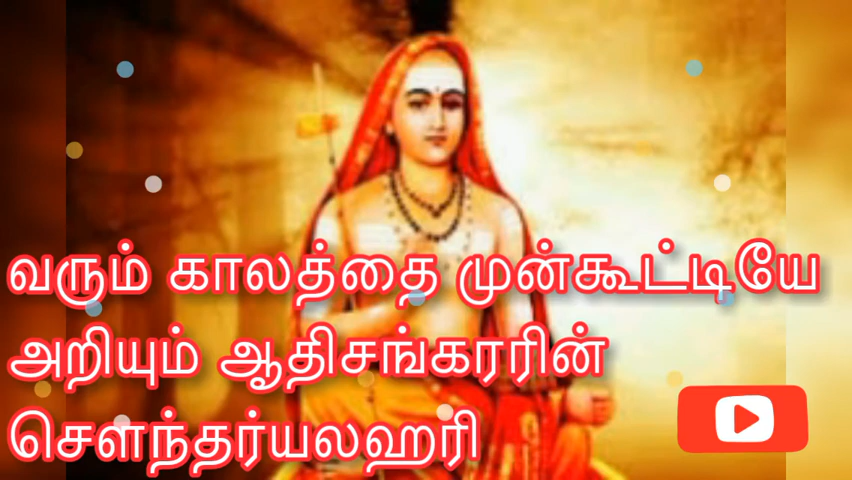 வரும் காலத்தை முன்கூட்டியே
அறியும் ஆதிசங்கரரின்
சௌந்தர்யலஹரி